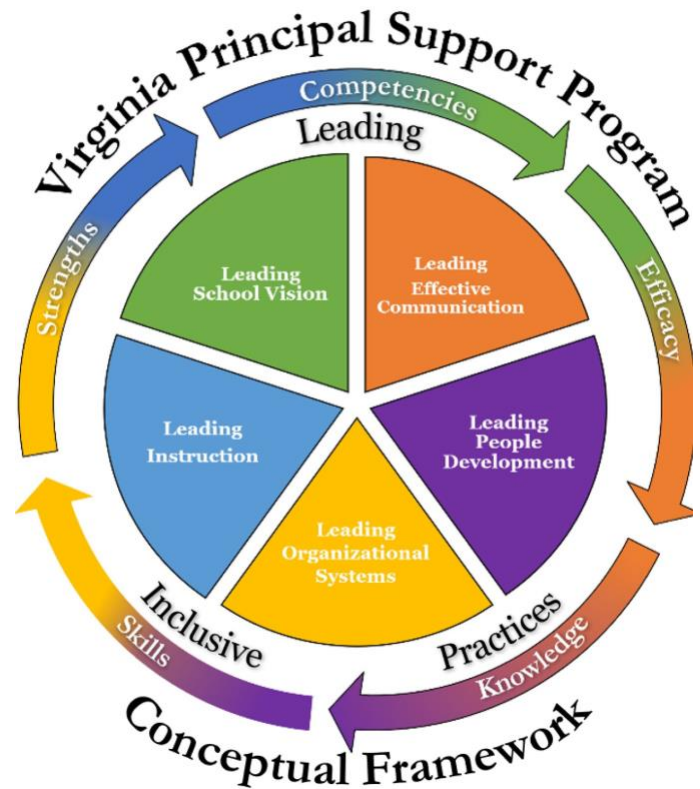 Virginia Principal Support Program
Competencies
Leading
Strengths
Efficacy
Leading
School Vision
Leading
Effective
Communication
Leading
Instruction
Leading
People
Development
Leading
Organizational
Systems
Inclusive
Practices
Skills
Knowledge
Conceptual Framework